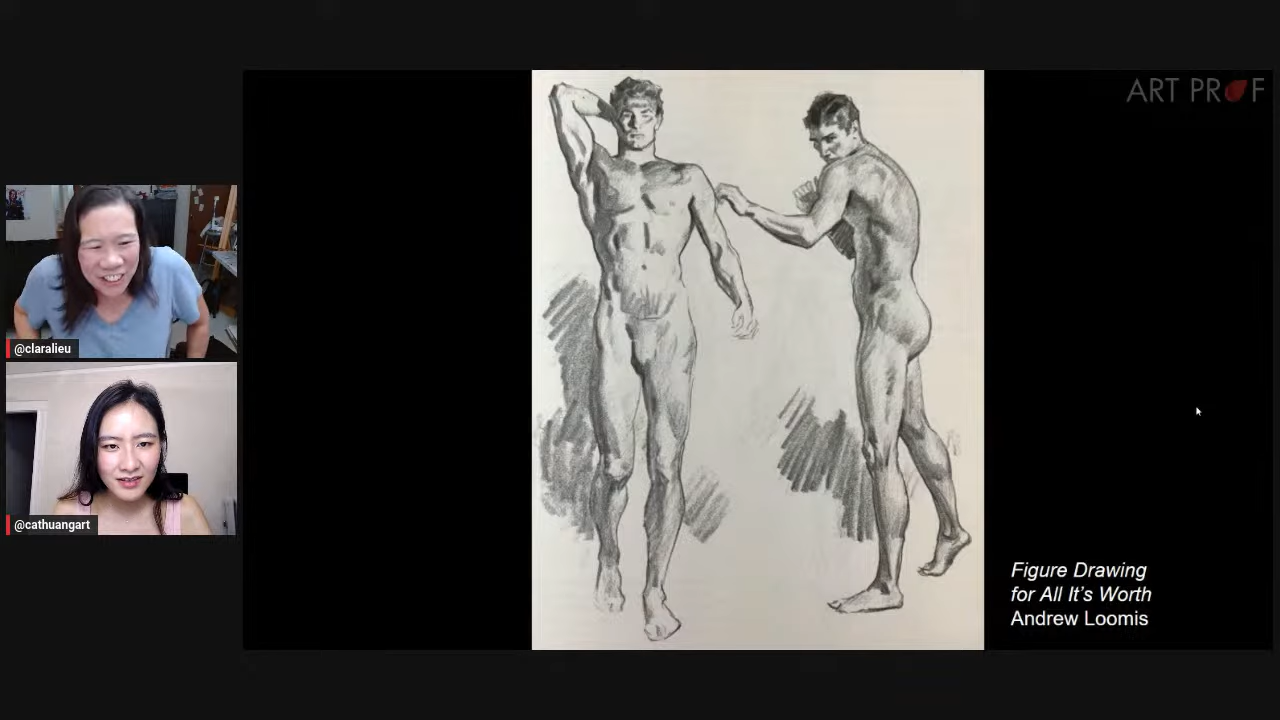 ART PROF
@claralieu
@cathuangart
Figure Drawing
for All It's Worth
Andrew Loomis